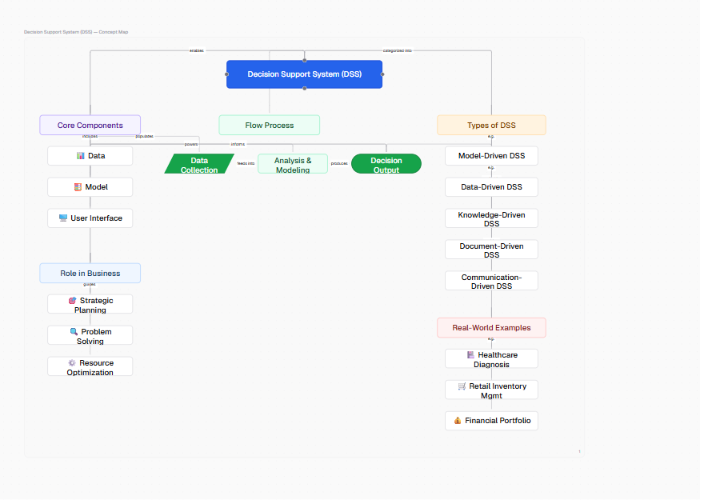 Decision Support System (DSS) — Concept Map
enables
categorized into
Decision Support System (DSS)
Core Components
Flow Process
Types of DSS
includes
populates
e.g.
powers
informs
Data
Data
Collection
feeds into
Analysis &
Modeling
produces
Decision
Output
Model-Driven DSS
e.g.
Model
Data-Driven DSS
User Interface
Knowledge-Driven
DSS
Document-Driven
DSS
Role in Business
guides
Communication-
Driven DSS
Strategic
Planning
Problem
Solving
Real-World Examples
e.g.
Resource
Optimization
Healthcare
Diagnosis
Retail Inventory
Mgmt
Financial Portfolio